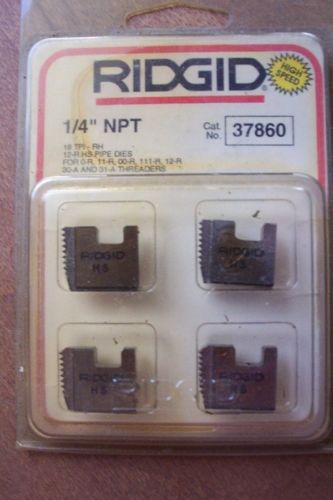 RIDGID
HIGH
SPEED
1/4" NPT
Cat.
No. 37860
18 TPI - RH
12-R HS PIPE DIES
FOR 0-R, 11-R, 00-R, 111-R, 12-R
30-A AND 31-A THREADERS
RIDGID
HS
RIDGID
HS
RIDGID
HS
RIDGID
HS